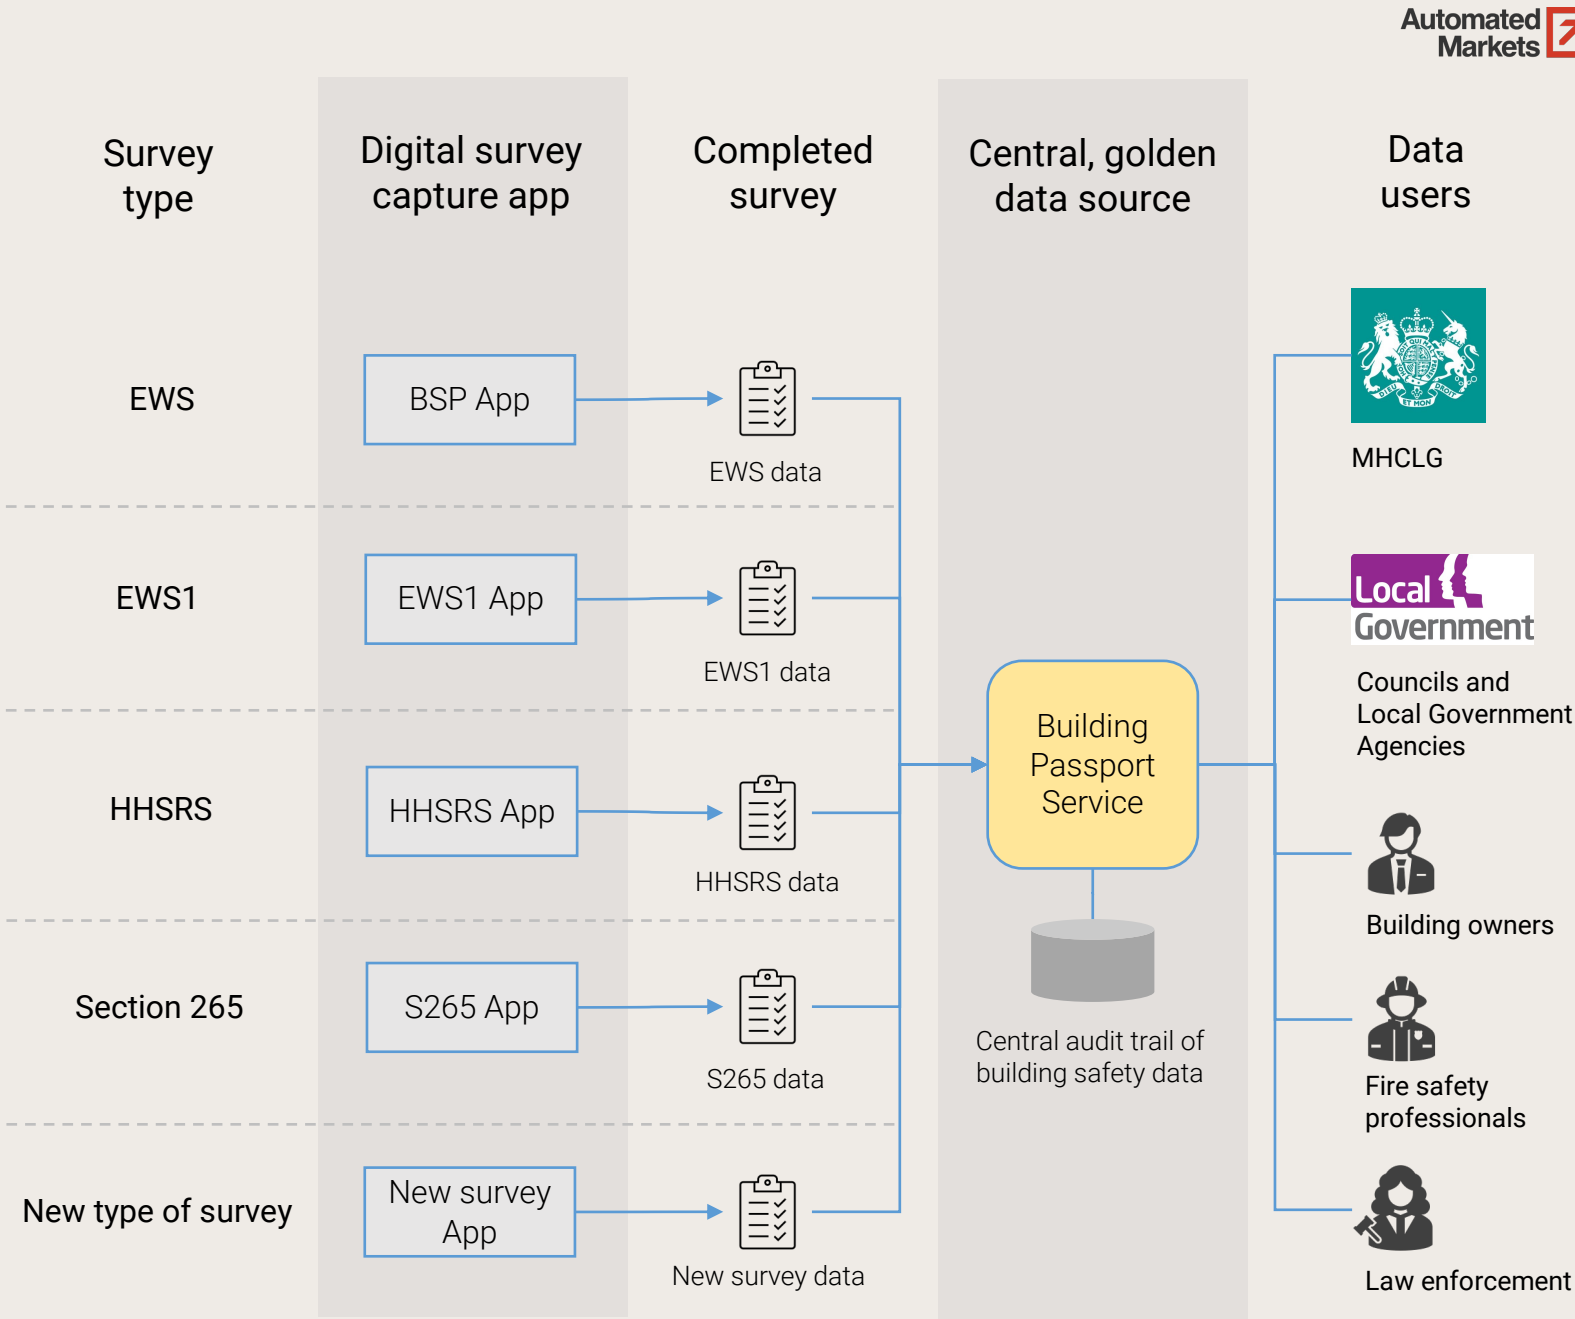 Automated
Markets
Survey
type
Digital survey
capture app
Completed
survey
Central, golden
data source
Data
users
EWS
BSP App
EWS data
MHCLG
EWS1
EWS1 App
EWS1 data
Local
Government
Councils and
Local Government
Agencies
HHSRS
HHSRS App
HHSRS data
Building
Passport
Service
Building owners
Section 265
S265 App
S265 data
Central audit trail of
building safety data
Fire safety
professionals
New type of survey
New survey
App
New survey data
Law enforcement